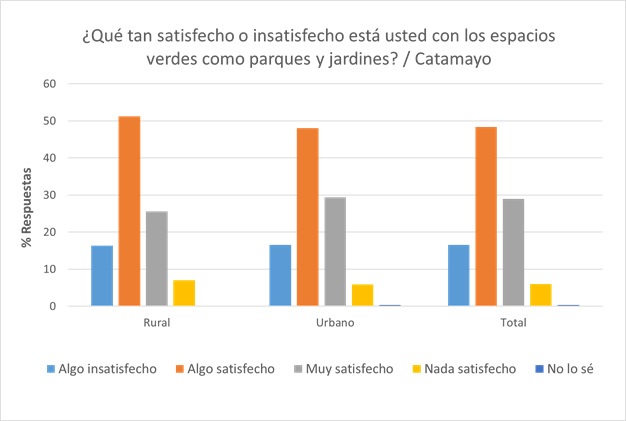 ¿Qué tan satisfecho o insatisfecho está usted con los espacios
verdes como parques y jardines? / Catamayo
60
50
40
30
20
10
0
% Respuestas
Rural Urbano Total
Algo insatisfecho Algo satisfecho Muy satisfecho Nada satisfecho No lo sé